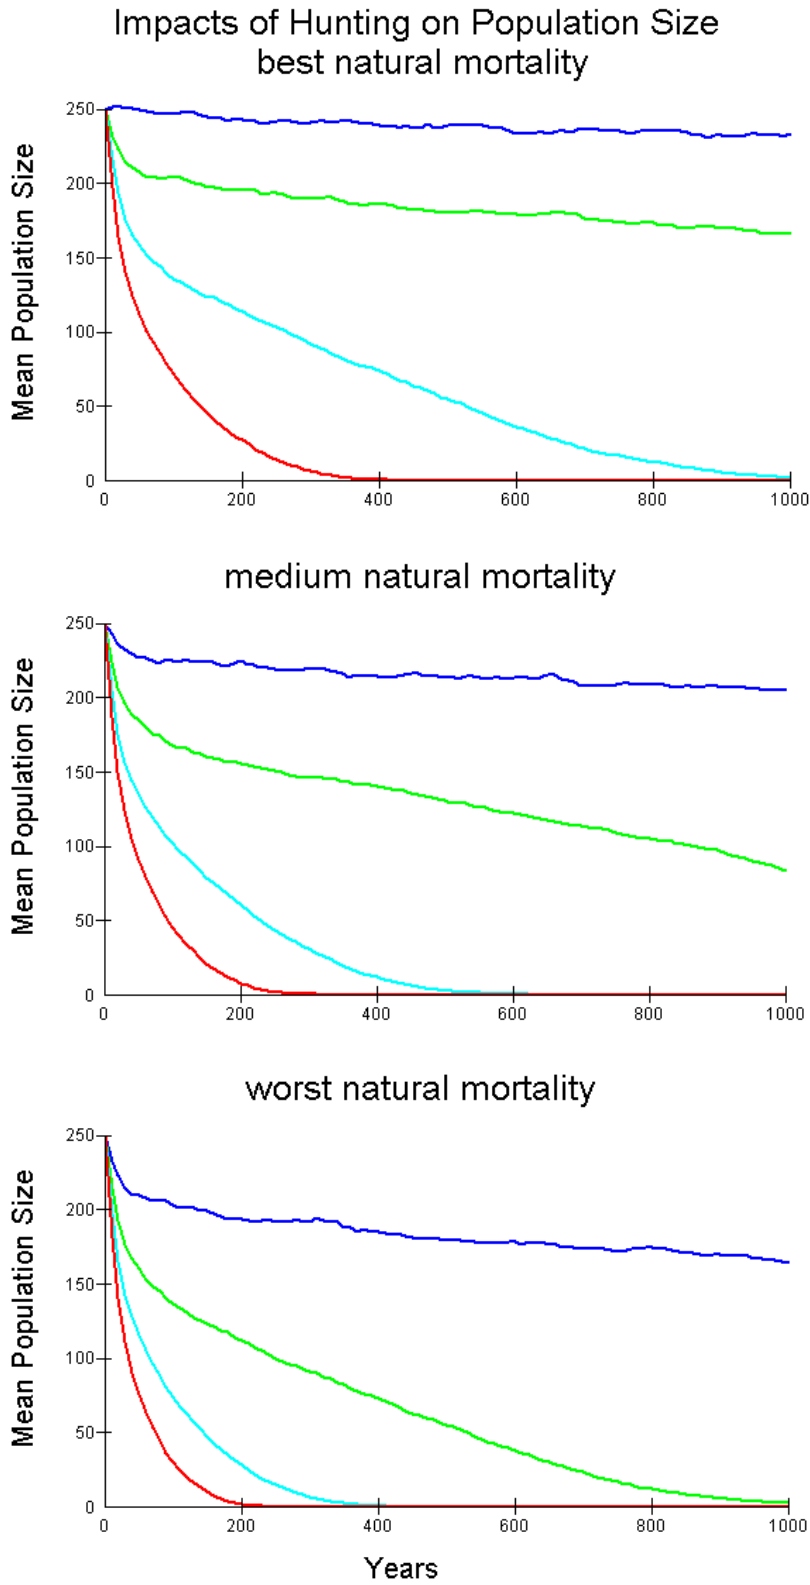 Impacts of Hunting on Population Size
best natural mortality
Mean Population Size
250
200
150
100
50
0
0 200 400 600 800 1000
medium natural mortality
Mean Population Size
250
200
150
100
50
0
0 200 400 600 800 1000
worst natural mortality
Mean Population Size
250
200
150
100
50
0
0 200 400 600 800 1000
Years